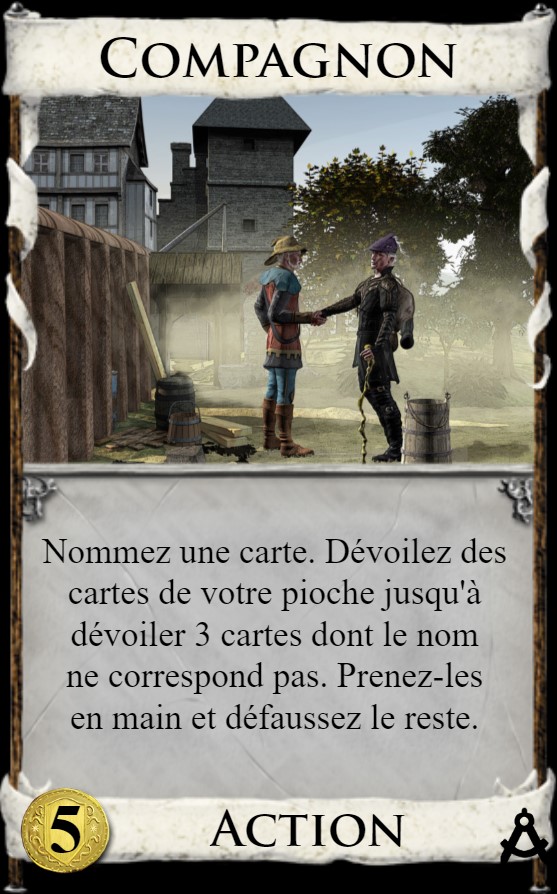 COMPAGNON
Nommez une carte. Dévoilez des
cartes de votre pioche jusqu'à
dévoiler 3 cartes dont le nom
ne correspond pas. Prenez-les
en main et défaussez le reste.
5
ACTION